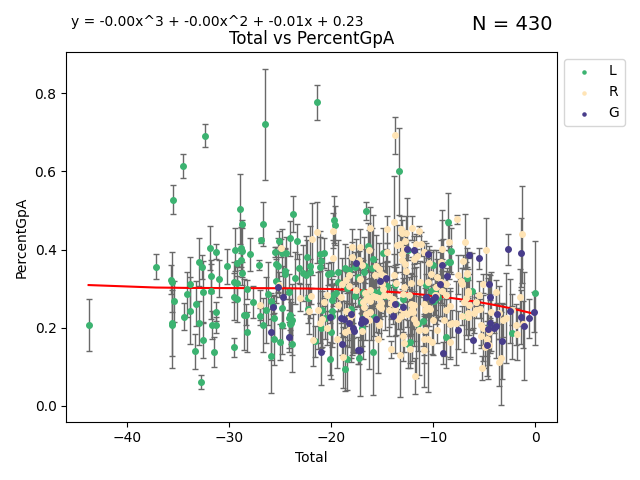 y = -0.00x^3 + -0.00x^2 + -0.01x + 0.23
N = 430
Total vs PercentGpA
L
R
G
PercentGpA
0.8
0.6
0.4
0.2
0.0
−40
−30
−20
−10
0
Total